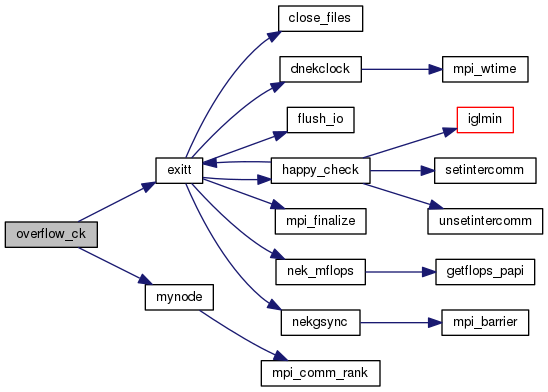 close_files
dnekclock
mpi_wtime
flush_io
iglmin
exitt
happy_check
setintercomm
mpi_finalize
unsetintercomm
overflow_ck
nek_mflops
getflops_papi
mynode
nekgsync
mpi_barrier
mpi_comm_rank